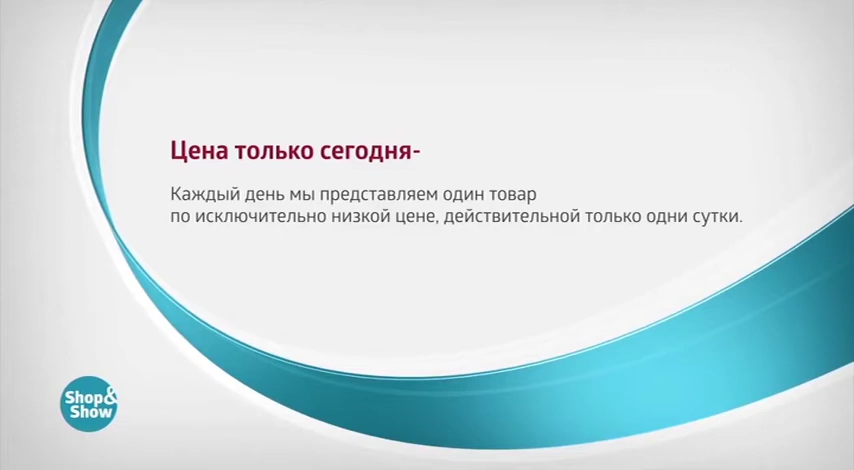 Цена только сегодня-
Каждый день мы представляем один товар
по исключительно низкой цене, действительной только одни сутки.
Shop&
Show